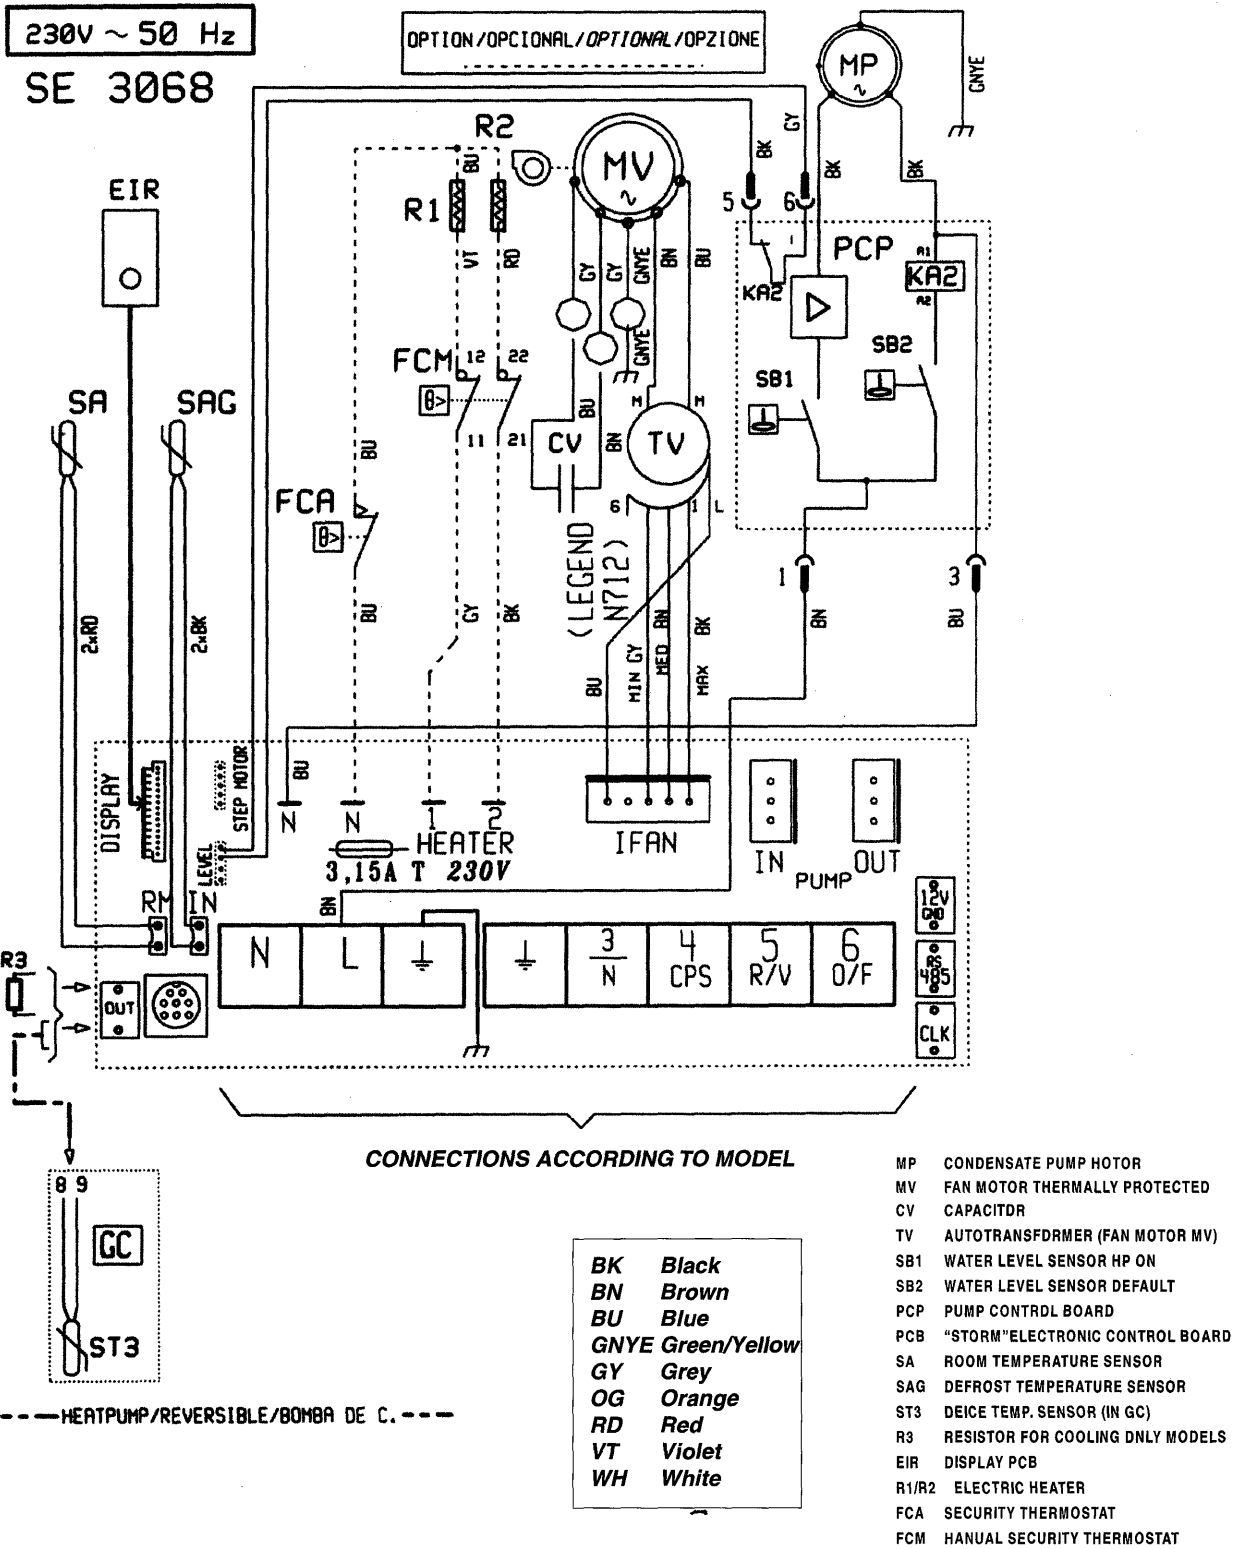 230V ~ 50 Hz
SE 3068
OPTION/OPCIONAL/OPTIONAL/OPZIONE
MP
~
GNYE
R2
MV
~
BU
BK
GY
BK
BK
EIR
R1
5
6
PCP
VT
RD
GY
GY
GNYE
BN
BU
KA2
A1
KA2
A2
FCM
12
22
GNYE
SB2
SB1
SA
SAG
θ>
11
21
BU
CV
BN
M
M
TV
BU
FCA
θ>
6
1
L
(LEGEND
N712)
1
3
2xRD
2xBK
BU
GY
BK
BU
MIN GY
MED BN
MAX BK
BN
BU
DISPLAY
STEP MOTOR
BU
LEVEL
N
N
1
2
HEATER
3,15A T 230V
IFAN
IN
OUT
PUMP
RM
IN
BN
N
L
3
N
4
CPS
5
R/V
6
O/F
12V
GND
RS
485
CLK
R3
OUT
CONNECTIONS ACCORDING TO MODEL
8 9
GC
ST3
HEATPUMP/REVERSIBLE/BOMBA DE C.
BK Black
BN Brown
BU Blue
GNYE Green/Yellow
GY Grey
OG Orange
RD Red
VT Violet
WH White
MP CONDENSATE PUMP HOTOR
MV FAN MOTOR THERMALLY PROTECTED
CV CAPACITDR
TV AUTOTRANSFDRMER (FAN MOTOR MV)
SB1 WATER LEVEL SENSOR HP ON
SB2 WATER LEVEL SENSOR DEFAULT
PCP PUMP CONTRDL BOARD
PCB "STORM"ELECTRONIC CONTROL BOARD
SA ROOM TEMPERATURE SENSOR
SAG DEFROST TEMPERATURE SENSOR
ST3 DEICE TEMP. SENSOR (IN GC)
R3 RESISTOR FOR COOLING DNLY MODELS
EIR DISPLAY PCB
R1/R2 ELECTRIC HEATER
FCA SECURITY THERMOSTAT
FCM HANUAL SECURITY THERMOSTAT